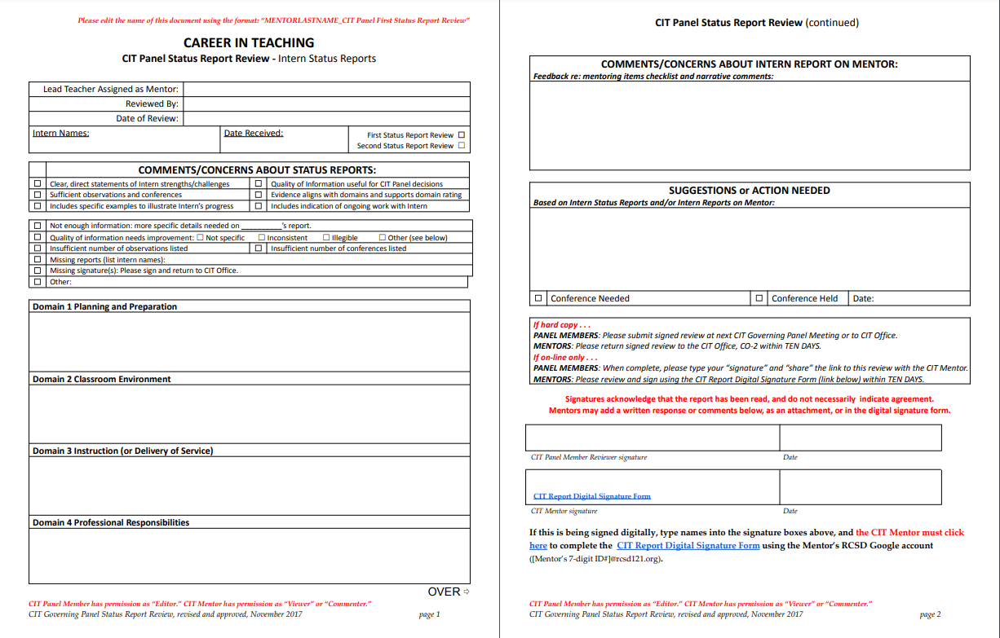 Please edit the name of this document using the format: “MENTORLASTNAME_CIT Panel First Status Report Review”
CAREER IN TEACHING
CIT Panel Status Report Review - Intern Status Reports
Lead Teacher Assigned as Mentor:
Reviewed By:
Date of Review:
Intern Names:
Date Received:
First Status Report Review ☐
Second Status Report Review ☐
COMMENTS/CONCERNS ABOUT STATUS REPORTS:
☐ Clear, direct statements of Intern strengths/challenges ☐ Quality of Information useful for CIT Panel decisions
☐ Sufficient observations and conferences ☐ Evidence aligns with domains and supports domain rating
☐ Includes specific examples to illustrate Intern’s progress ☐ Includes indication of ongoing work with Intern
☐ Not enough information: more specific details needed on __________’s report.
☐ Quality of information needs improvement: ☐ Not specific ☐ Inconsistent ☐ Illegible ☐ Other (see below)
☐ Insufficient number of observations listed ☐ Insufficient number of conferences listed
☐ Missing reports (list intern names):
☐ Missing signature(s): Please sign and return to CIT Office.
☐ Other:
Domain 1 Planning and Preparation
Domain 2 Classroom Environment
Domain 3 Instruction (or Delivery of Service)
Domain 4 Professional Responsibilities
OVER ⇨
CIT Panel Member has permission as “Editor.” CIT Mentor has permission as “Viewer” or “Commenter.”
CIT Governing Panel Status Report Review, revised and approved, November 2017 page 1
CIT Panel Status Report Review (continued)
COMMENTS/CONCERNS ABOUT INTERN REPORT ON MENTOR:
Feedback re: mentoring items checklist and narrative comments:
SUGGESTIONS or ACTION NEEDED
Based on Intern Status Reports and/or Intern Reports on Mentor:
☐ Conference Needed ☐ Conference Held Date:
If hard copy . . .
PANEL MEMBERS: Please submit signed review at next CIT Governing Panel Meeting or to CIT Office.
MENTORS: Please return signed review to the CIT Office, CO-2 within TEN DAYS.
If on-line only . . .
PANEL MEMBERS: When complete, please type your “signature” and “share” the link to this review with the CIT Mentor.
MENTORS: Please review and sign using the CIT Report Digital Signature Form (link below) within TEN DAYS.
Signatures acknowledge that the report has been read, and do not necessarily indicate agreement.
Mentors may add a written response or comments below, as an attachment, or in the digital signature form.
CIT Panel Member Reviewer signature Date
CIT Report Digital Signature Form
CIT Mentor signature Date
If this is being signed digitally, type names into the signature boxes above, and the CIT Mentor must click
here to complete the CIT Report Digital Signature Form using the Mentor’s RCSD Google account
([Mentor’s 7-digit ID#]@rcsd121.org).
CIT Panel Member has permission as “Editor.” CIT Mentor has permission as “Viewer” or “Commenter.”
CIT Governing Panel Status Report Review, revised and approved, November 2017 page 2